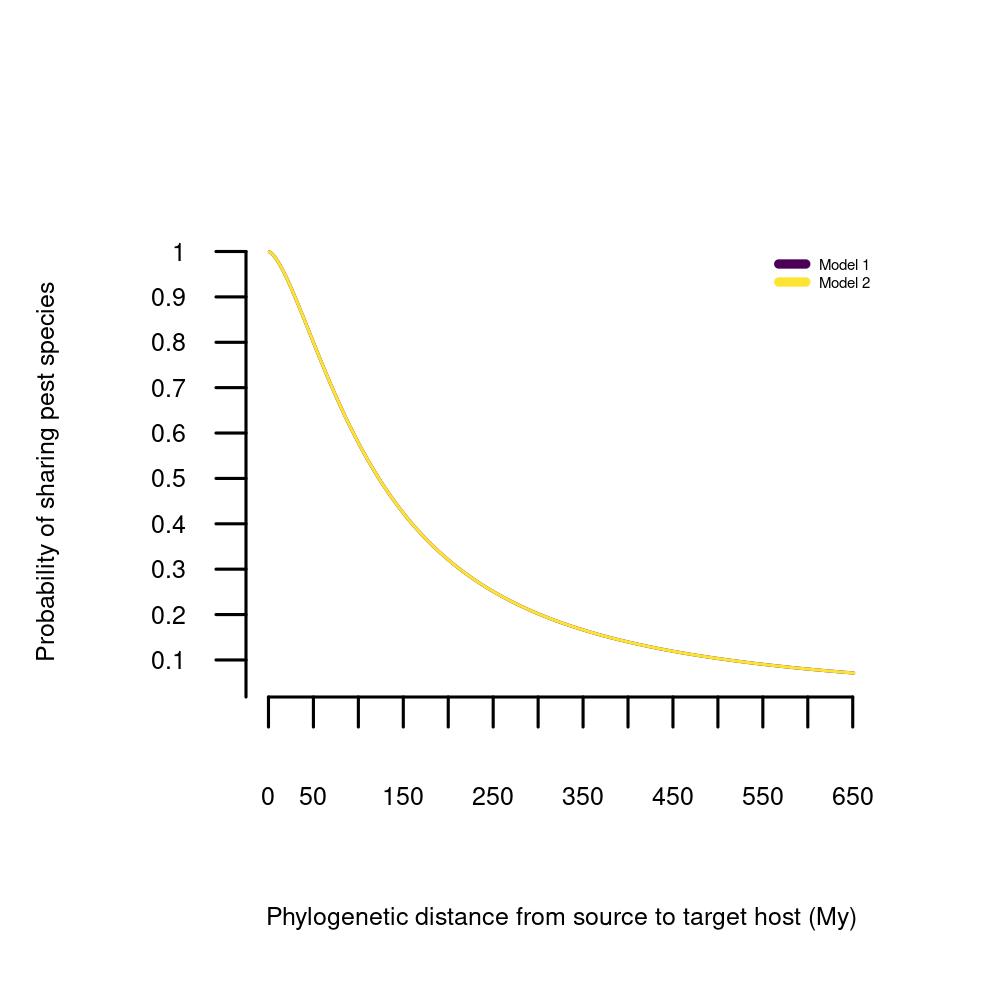 Probability of sharing pest species
1
0.9
0.8
0.7
0.6
0.5
0.4
0.3
0.2
0.1
Model 1
Model 2
0 50 150 250 350 450 550 650
Phylogenetic distance from source to target host (My)